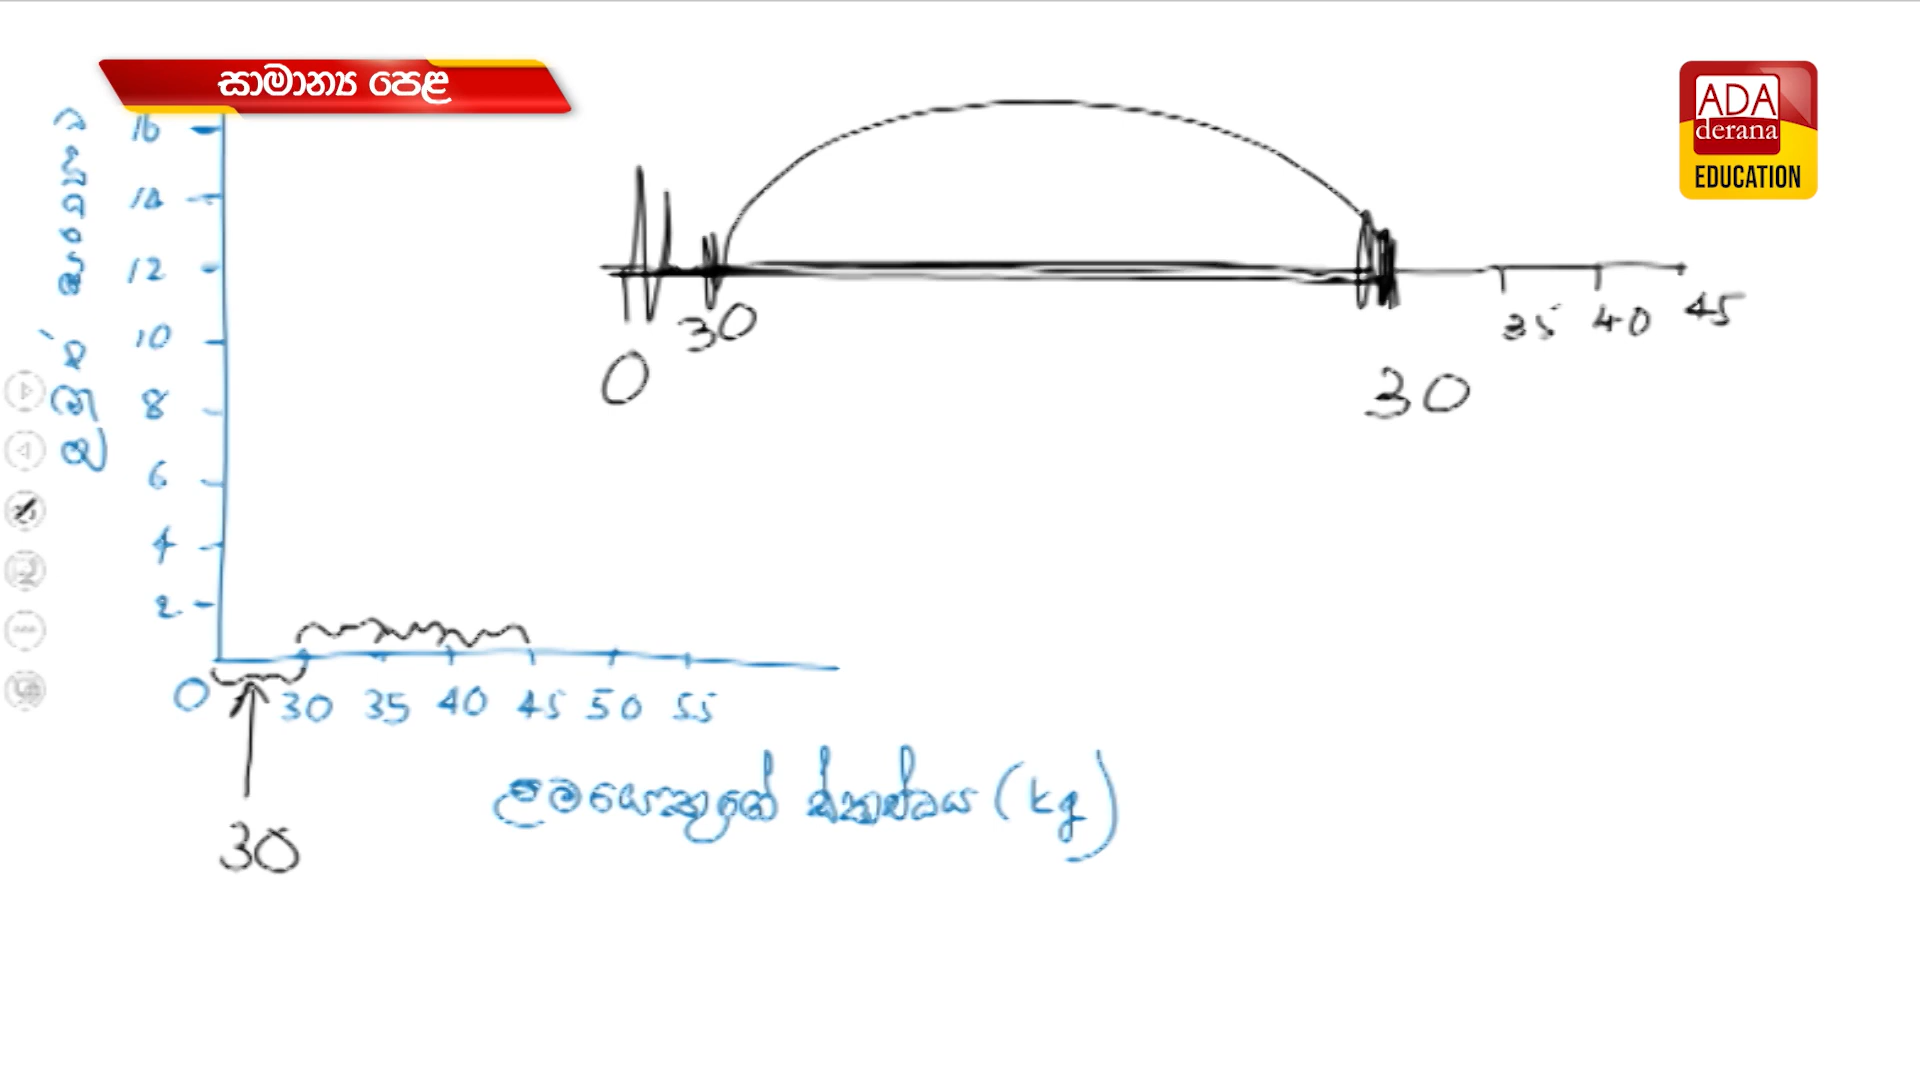 සාමාන්‍ය පෙළ
ADA
derana
EDUCATION
ළමුන් සංඛ්‍යාව
16
14
12
10
8
6
4
2
0 30 35 40 45 50 55
ළමයෙකුගේ ස්කන්ධය (kg)
30
0 30 30 35 40 45